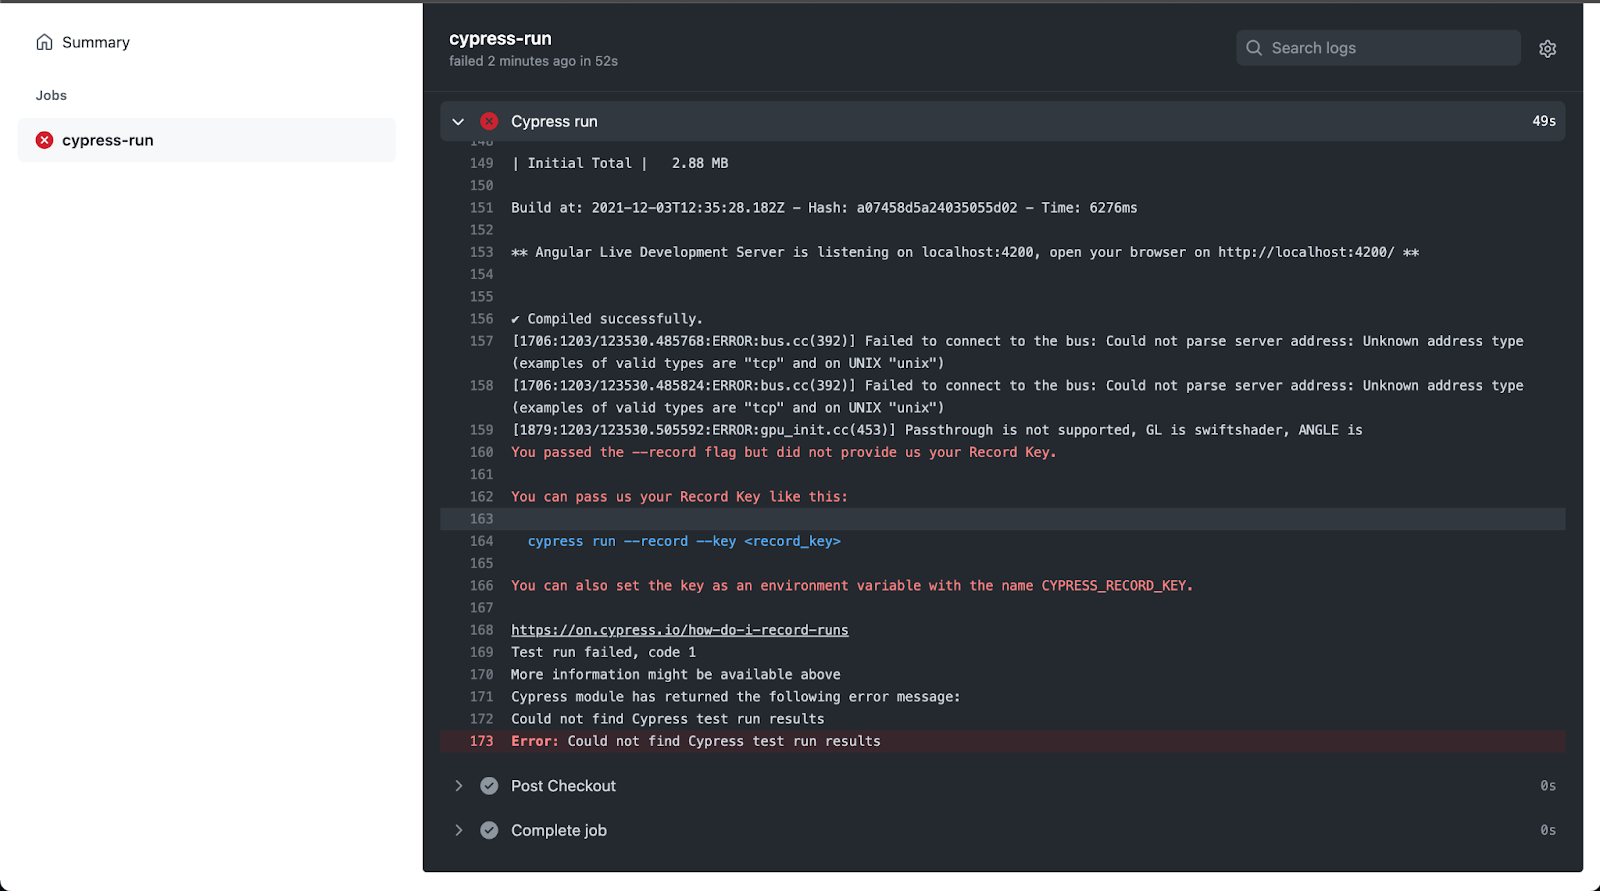 Summary
Jobs
cypress-run
cypress-run
failed 2 minutes ago in 52s
Search logs
Cypress run 49s
149 | Initial Total | 2.88 MB
150
151 Build at: 2021-12-03T12:35:28.182Z - Hash: a07458d5a24035055d02 - Time: 6276ms
152
153 ** Angular Live Development Server is listening on localhost:4200, open your browser on http://localhost:4200/ **
154
155
156 ✔ Compiled successfully.
157 [1706:1203/123530.485768:ERROR:bus.cc(392)] Failed to connect to the bus: Could not parse server address: Unknown address type
(examples of valid types are "tcp" and on UNIX "unix")
158 [1706:1203/123530.485824:ERROR:bus.cc(392)] Failed to connect to the bus: Could not parse server address: Unknown address type
(examples of valid types are "tcp" and on UNIX "unix")
159 [1879:1203/123530.505592:ERROR:gpu_init.cc(453)] Passthrough is not supported, GL is swiftshader, ANGLE is
160 You passed the --record flag but did not provide us your Record Key.
161
162 You can pass us your Record Key like this:
163
164 cypress run --record --key <record_key>
165
166 You can also set the key as an environment variable with the name CYPRESS_RECORD_KEY.
167
168 https://on.cypress.io/how-do-i-record-runs
169 Test run failed, code 1
170 More information might be available above
171 Cypress module has returned the following error message:
172 Could not find Cypress test run results
173 Error: Could not find Cypress test run results
Post Checkout 0s
Complete job 0s